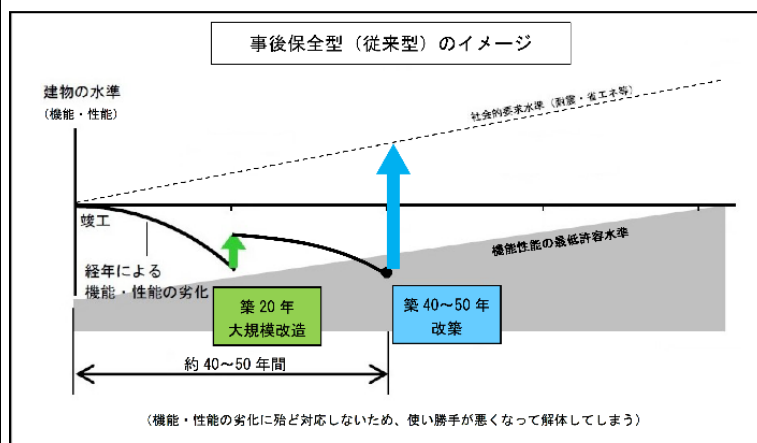 事後保全型（従来型）のイメージ
建物の水準
（機能・性能）
社会的要求水準（耐震・省エネ等）
竣工
機能性能の最低許容水準
経年による
機能・性能の劣化
築20年
大規模改造
築40～50年
改築
約40～50年間
（機能・性能の劣化に殆ど対応しないため、使い勝手が悪くなって解体してしまう）